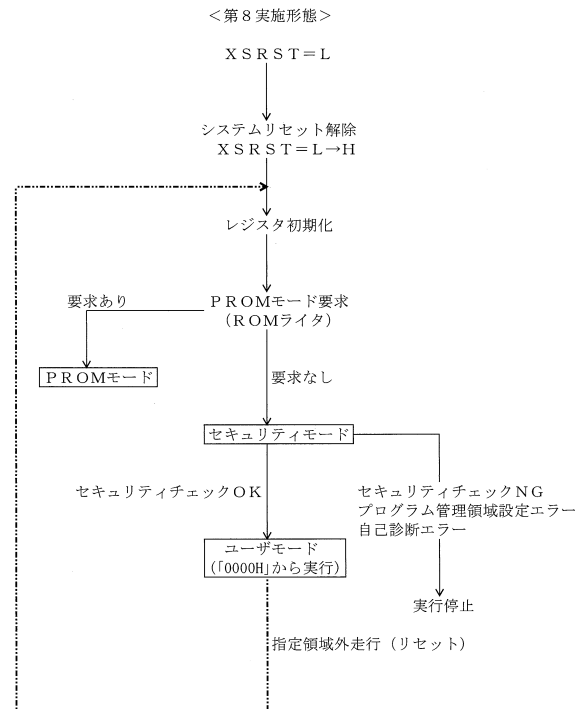 ＜第８実施形態＞
ＸＳＲＳＴ＝Ｌ
システムリセット解除
ＸＳＲＳＴ＝Ｌ→Ｈ
レジスタ初期化
要求あり
ＰＲＯＭモード要求
（ＲＯＭライタ）
ＰＲＯＭモード
要求なし
セキュリティモード
セキュリティチェックＯＫ
セキュリティチェックＮＧ
プログラム管理領域設定エラー
自己診断エラー
ユーザモード
（｢0000H｣から実行）
実行停止
指定領域外走行（リセット）